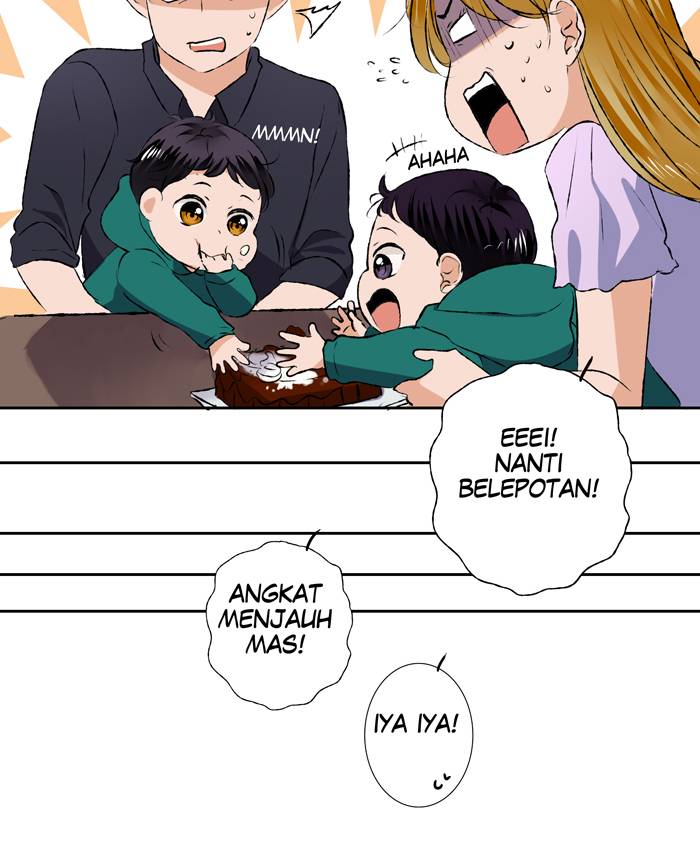 MMMN!
AHAHA
EEEI!
NANTI
BELEPOTAN!
ANGKAT
MENJAUH
MAS!
IYA IYA!